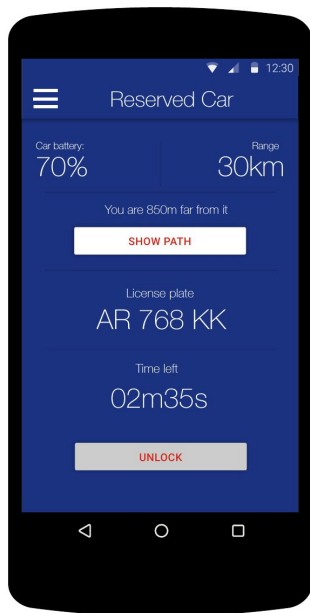 12:30
Reserved Car
Car battery:
70%
Range
30km
You are 850m far from it
SHOW PATH
License plate
AR 768 KK
Time left
02m35s
UNLOCK